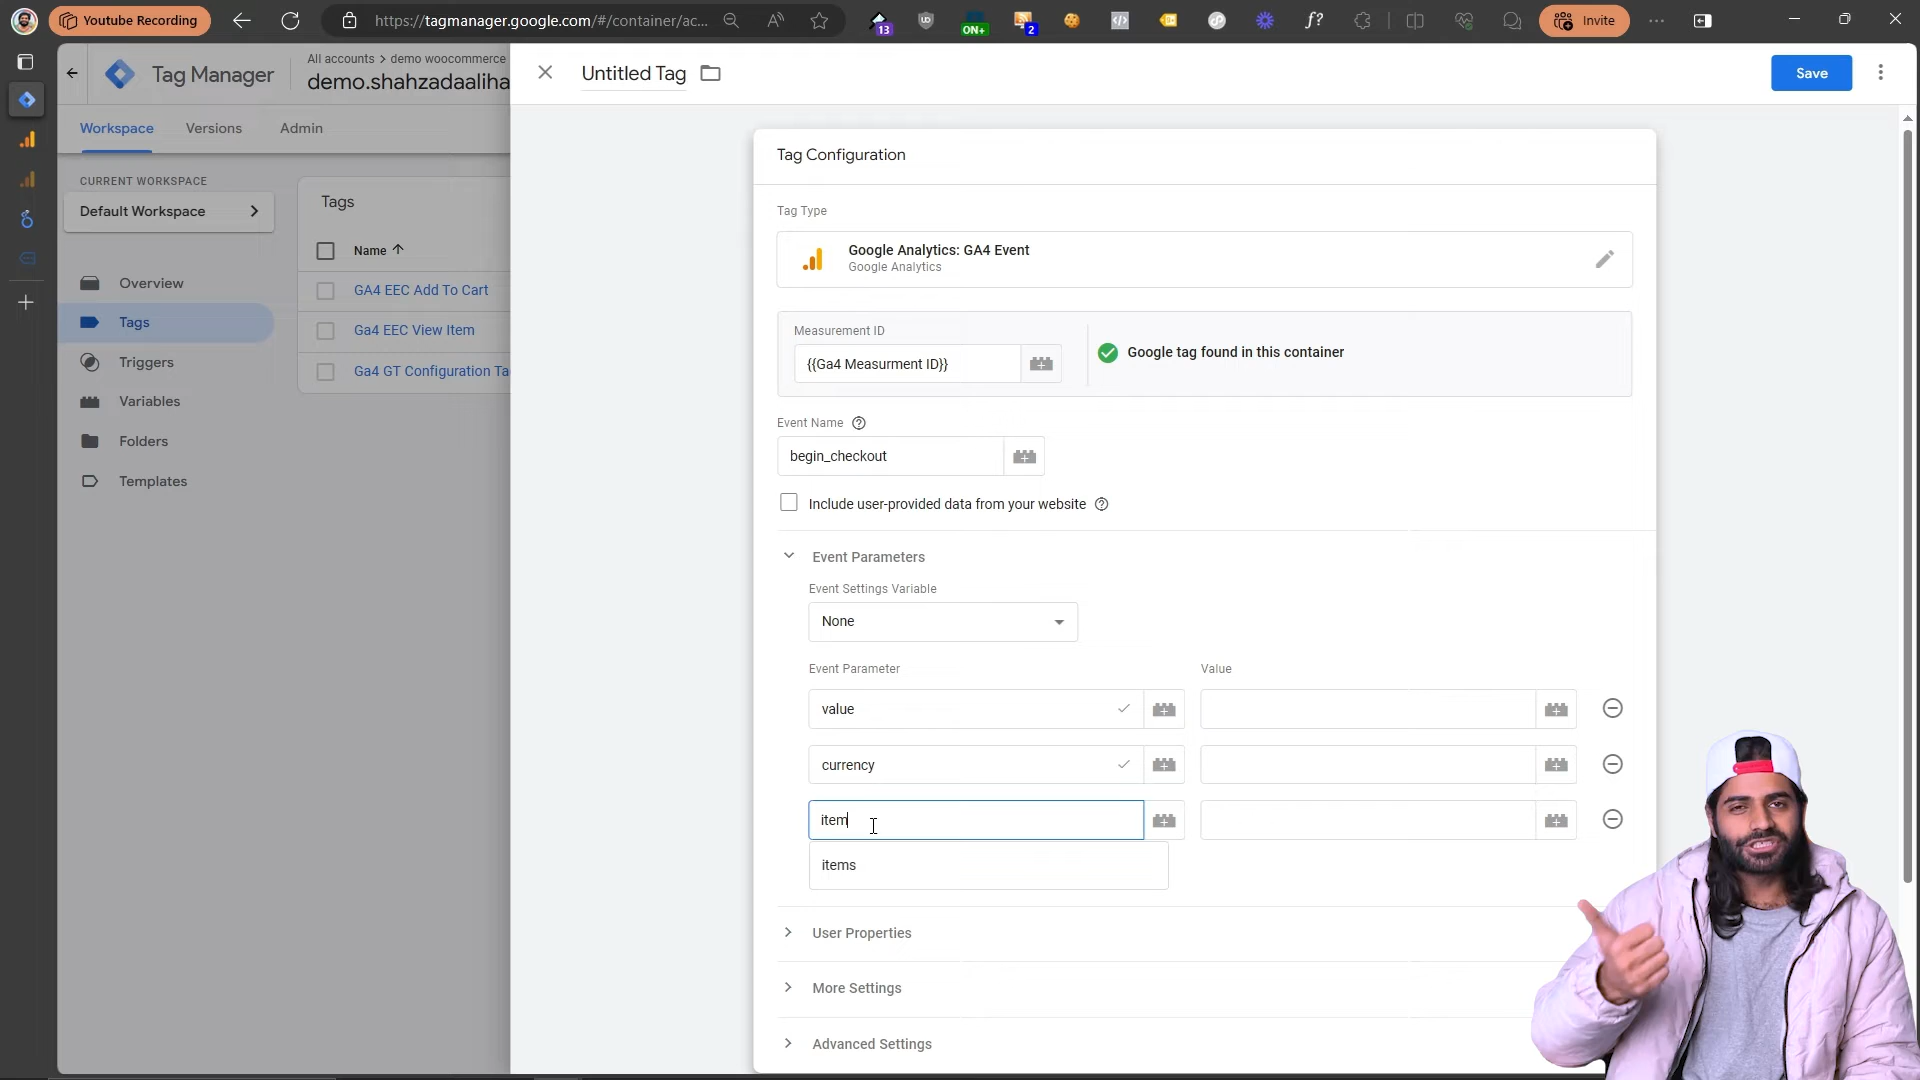 Youtube Recording
https://tagmanager.google.com/#/container/ac...
13
ON+
2
f?
Invite
Tag Manager
All accounts > demo woocommerce
demo.shahzadaaliha
Untitled Tag
Save
Workspace
Versions
Admin
CURRENT WORKSPACE
Default Workspace
Overview
Tags
Triggers
Variables
Folders
Templates
Tags
Name
GA4 EEC Add To Cart
Ga4 EEC View Item
Ga4 GT Configuration Ta
Tag Configuration
Tag Type
Google Analytics: GA4 Event
Google Analytics
Measurement ID
{{Ga4 Measurment ID}}
Google tag found in this container
Event Name
begin_checkout
Include user-provided data from your website
Event Parameters
Event Settings Variable
None
Event Parameter
Value
value
currency
item
items
User Properties
More Settings
Advanced Settings